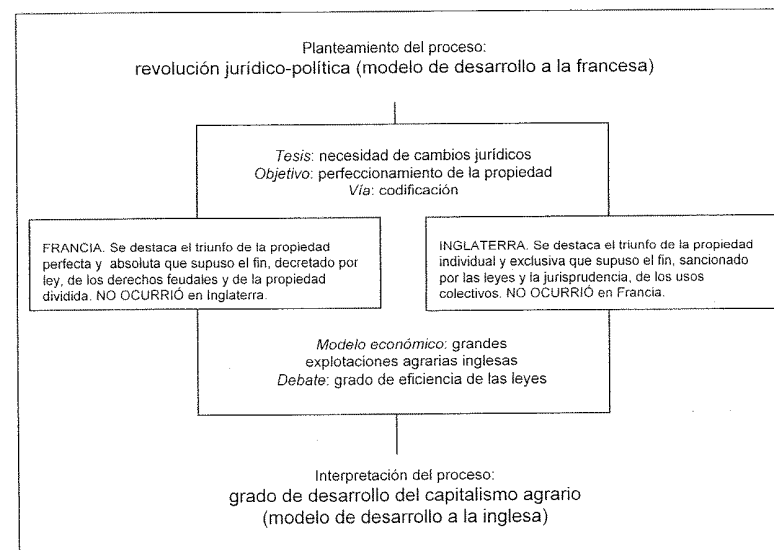 Planteamiento del proceso:
revolución jurídico-política (modelo de desarrollo a la francesa)
Tesis: necesidad de cambios jurídicos
Objetivo: perfeccionamiento de la propiedad
Vía: codificación
FRANCIA. Se destaca el triunfo de la propiedad
perfecta y absoluta que supuso el fin, decretado por
ley, de los derechos feudales y de la propiedad
dividida. NO OCURRIÓ en Inglaterra.
INGLATERRA. Se destaca el triunfo de la propiedad
individual y exclusiva que supuso el fin, sancionado
por las leyes y la jurisprudencia, de los usos
colectivos. NO OCURRIÓ en Francia.
Modelo económico: grandes
explotaciones agrarias inglesas
Debate: grado de eficiencia de las leyes
Interpretación del proceso:
grado de desarrollo del capitalismo agrario
(modelo de desarrollo a la inglesa)